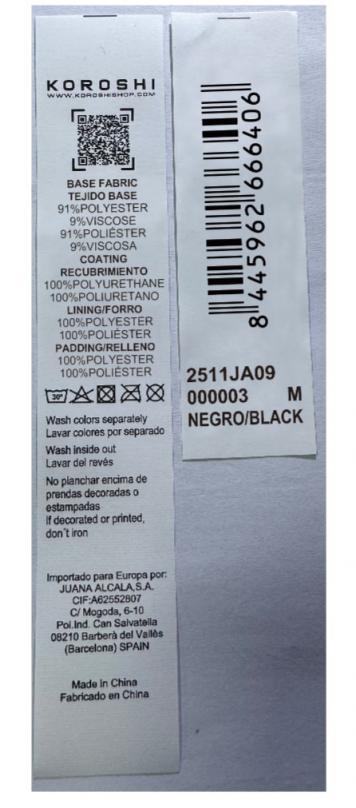 KOROSHI
WWW.KOROSHISHOP.COM
BASE FABRIC
TEJIDO BASE
91%POLYESTER
9%VISCOSE
91%POLIÉSTER
9%VISCOSA
COATING
RECUBRIMIENTO
100%POLYURETHANE
100%POLIURETANO
LINING/FORRO
100%POLYESTER
100%POLIÉSTER
PADDING/RELLENO
100%POLYESTER
100%POLIÉSTER
30°
Wash colors separately
Lavar colores por separado
Wash inside out
Lavar del revés
No planchar encima de
prendas decoradas o
estampadas
If decorated or printed,
don´t iron
Importado para Europa por:
JUANA ALCALA,S.A.
CIF:A62552807
C/ Mogoda, 6-10
Pol.Ind. Can Salvatella
08210 Barberà del Vallès
(Barcelona) SPAIN
Made in China
Fabricado en China
8 445962 666406
2511JA09
000003 M
NEGRO/BLACK